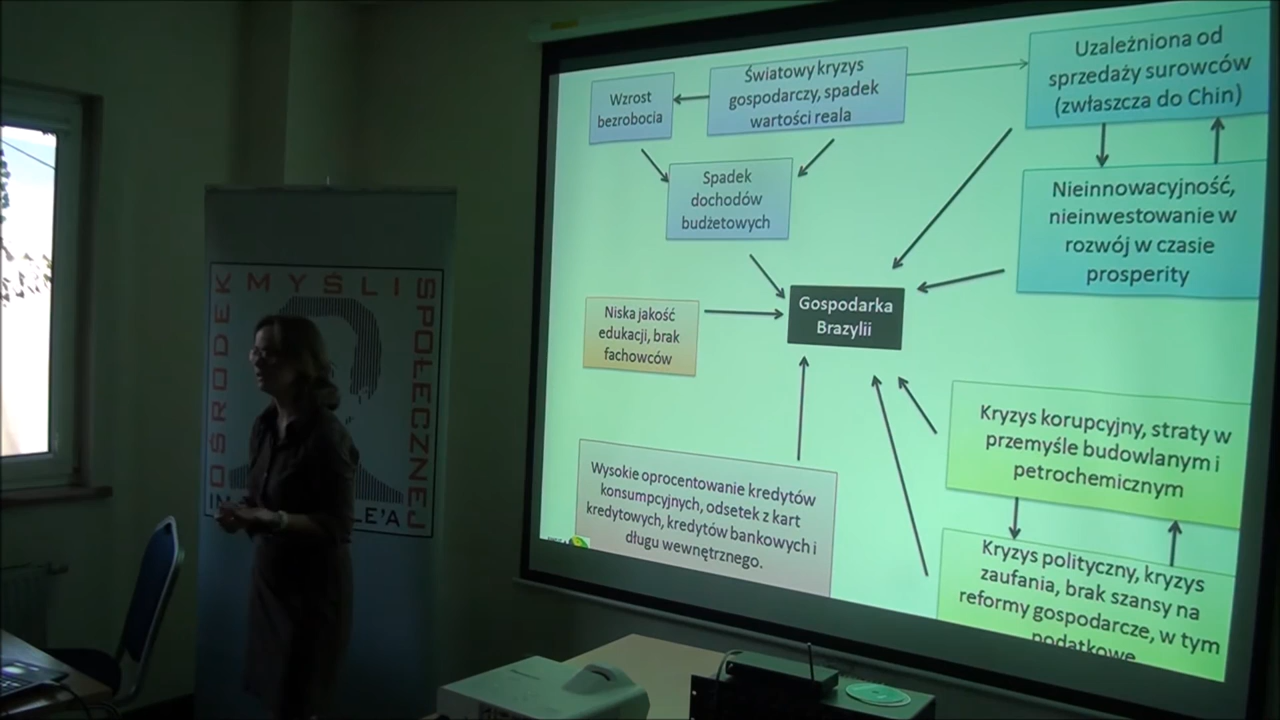 OŚRODEK
MYŚLI
SPOŁECZNEJ
LE'A
Wzrost
bezrobocia
Światowy kryzys
gospodarczy, spadek
wartości reala
Uzależniona od
sprzedaży surowców
(zwłaszcza do Chin)
Spadek
dochodów
budżetowych
Nieinnowacyjność,
nieinwestowanie w
rozwój w czasie
prosperity
Niska jakość
edukacji, brak
fachowców
Gospodarka
Brazylii
Wysokie oprocentowanie kredytów
konsumpcyjnych, odsetek z kart
kredytowych, kredytów bankowych i
długu wewnętrznego.
Kryzys korupcyjny, straty w
przemyśle budowlanym i
petrochemicznym
Kryzys polityczny, kryzys
zaufania, brak szansy na
reformy gospodarcze, w tym
podatkowe